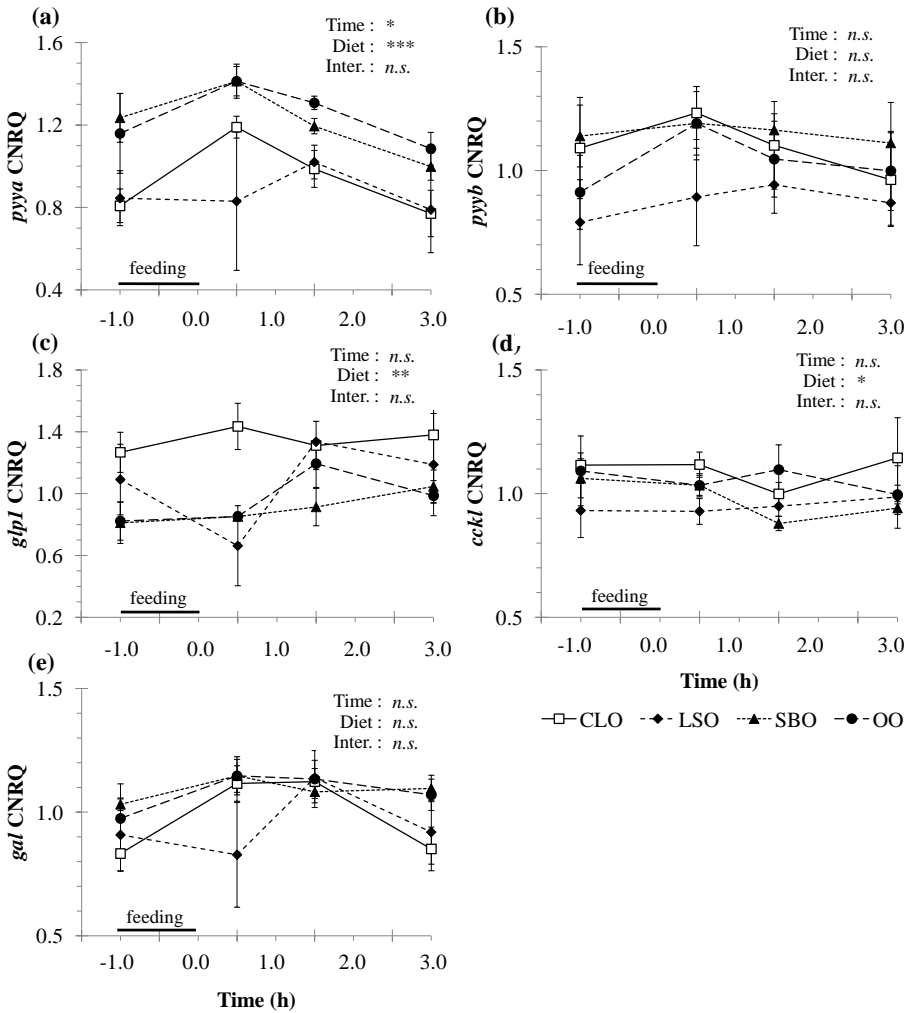 (a)
Time : *
Diet : ***
Inter. : n.s.
1.6
1.2
0.8
0.4
pyya CNRQ
feeding
-1.0 0.0 1.0 2.0 3.0
(b)
Time : n.s.
Diet : n.s.
Inter. : n.s.
1.5
1.0
0.5
pyyb CNRQ
feeding
-1.0 0.0 1.0 2.0 3.0
(c)
Time : n.s.
Diet : **
Inter. : n.s.
1.8
1.4
1.0
0.6
0.2
glp1 CNRQ
feeding
-1.0 0.0 1.0 2.0 3.0
(d,
Time : n.s.
Diet : *
Inter. : n.s.
1.5
1.0
0.5
cckl CNRQ
feeding
-1.0 0.0 1.0 2.0 3.0
Time (h)
CLO LSO SBO OO
(e)
Time : n.s.
Diet : n.s.
Inter. : n.s.
1.5
1.0
0.5
gal CNRQ
feeding
-1.0 0.0 1.0 2.0 3.0
Time (h)